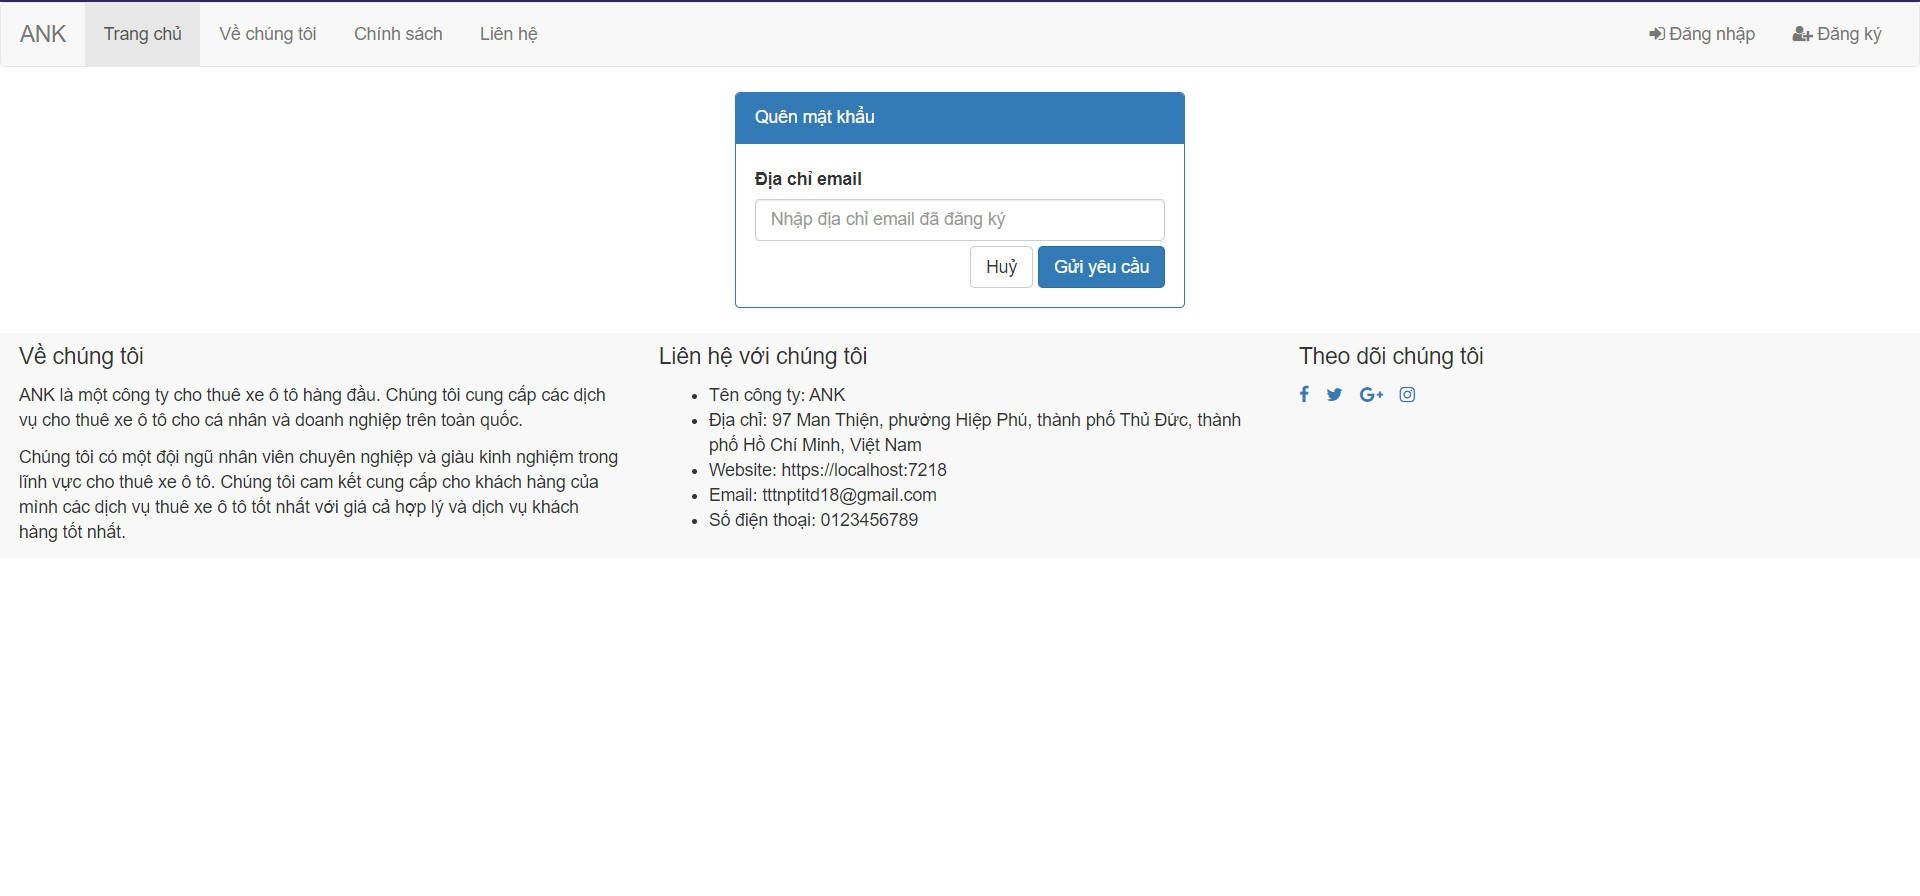 ANK Trang chủ Về chúng tôi Chính sách Liên hệ Đăng nhập Đăng ký
Quên mật khẩu
Địa chỉ email
Nhập địa chỉ email đã đăng ký
Huỷ Gửi yêu cầu
Về chúng tôi
ANK là một công ty cho thuê xe ô tô hàng đầu. Chúng tôi cung cấp các dịch
vụ cho thuê xe ô tô cho cá nhân và doanh nghiệp trên toàn quốc.
Chúng tôi có một đội ngũ nhân viên chuyên nghiệp và giàu kinh nghiệm trong
lĩnh vực cho thuê xe ô tô. Chúng tôi cam kết cung cấp cho khách hàng của
mình các dịch vụ thuê xe ô tô tốt nhất với giá cả hợp lý và dịch vụ khách
hàng tốt nhất.
Liên hệ với chúng tôi
Tên công ty: ANK
Địa chỉ: 97 Man Thiện, phường Hiệp Phú, thành phố Thủ Đức, thành
phố Hồ Chí Minh, Việt Nam
Website: https://localhost:7218
Email: tttnptitd18@gmail.com
Số điện thoại: 0123456789
Theo dõi chúng tôi